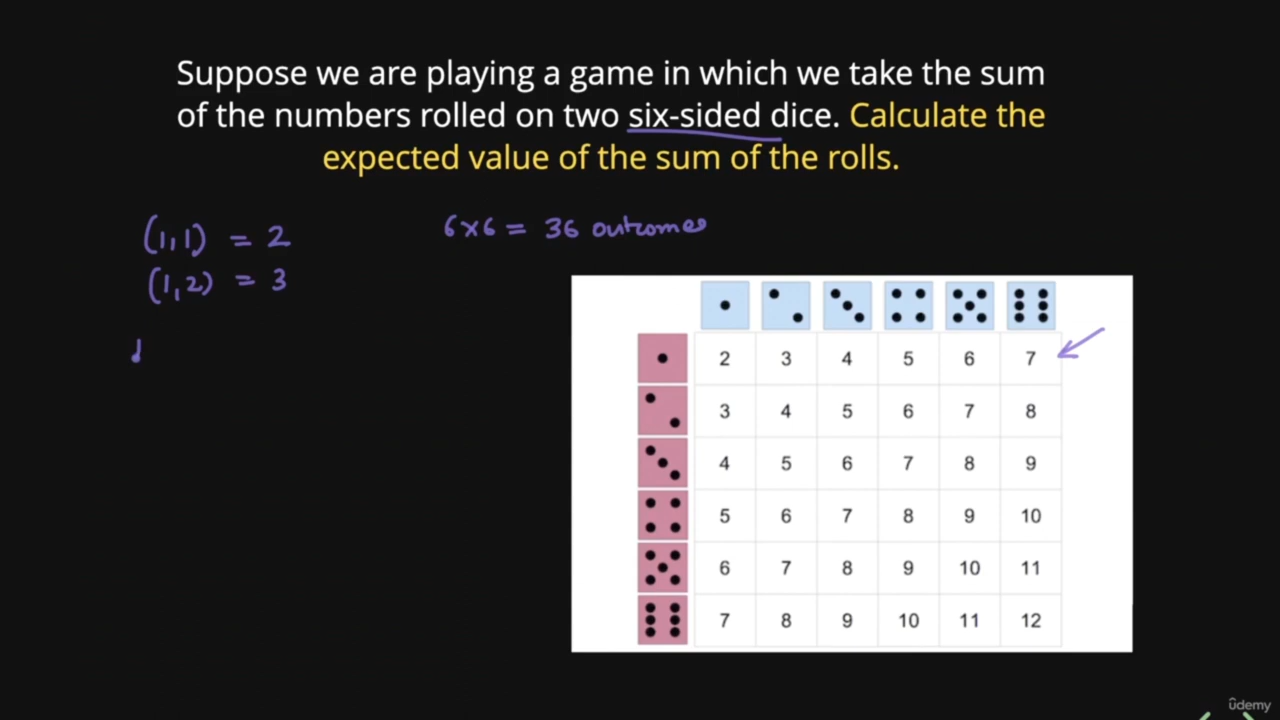 Suppose we are playing a game in which we take the sum
of the numbers rolled on two six-sided dice. Calculate the
expected value of the sum of the rolls.
(1,1) = 2
6×6 = 36 outcomes
(1,2) = 3
2 3 4 5 6 7
3 4 5 6 7 8
4 5 6 7 8 9
5 6 7 8 9 10
6 7 8 9 10 11
7 8 9 10 11 12
ûdemy